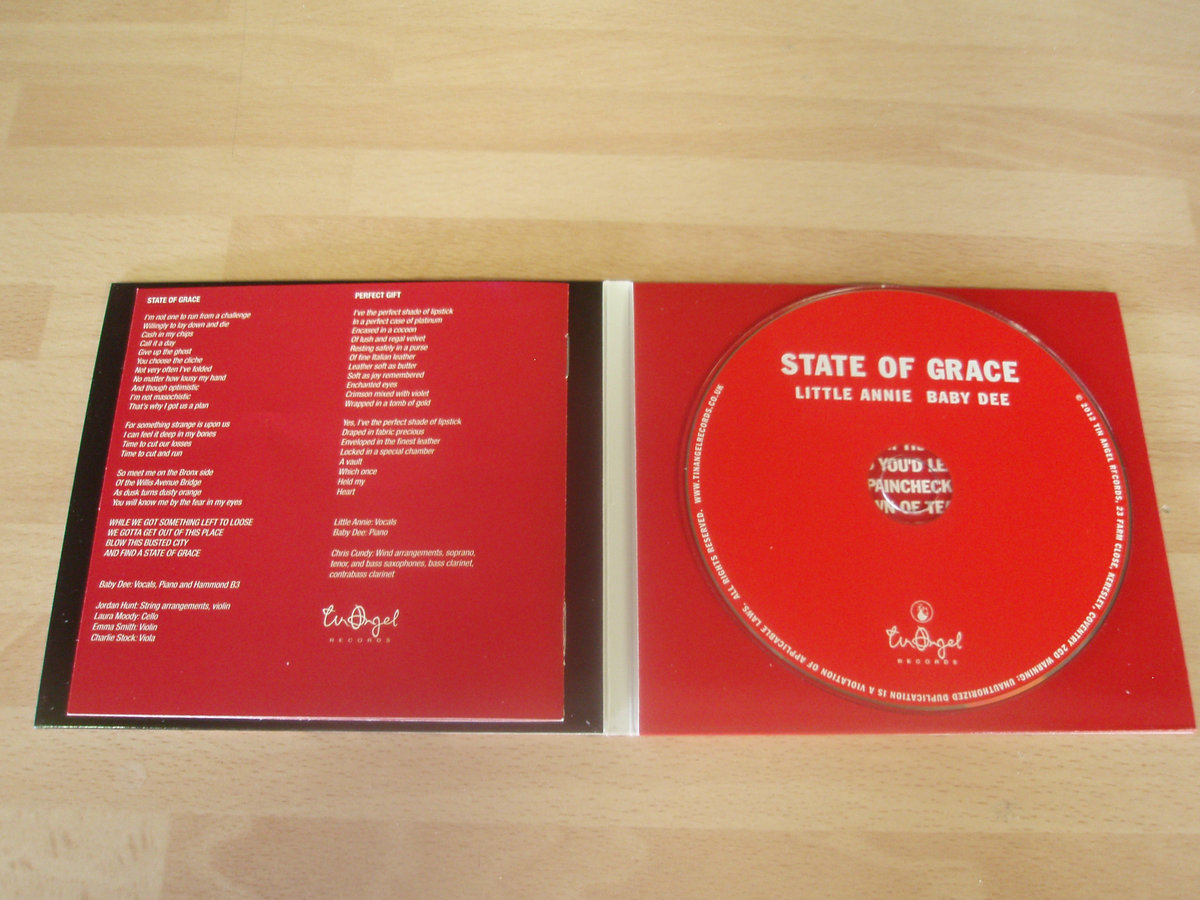 STATE OF GRACE
I'm not one to run from a challenge
Willingly to lay down and die
Cash in my chips
Call it a day
Give up the ghost
You choose the cliche
Not very often I've folded
No matter how lousy my hand
And though optimistic
I'm not masochistic
That's why I got us a plan
For something strange is upon us
I can feel it deep in my bones
Time to cut our losses
Time to cut and run
So meet me on the Bronx side
Of the Willis Avenue Bridge
As dusk turns dusty orange
You will know me by the fear in my eyes
WHILE WE GOT SOMETHING LEFT TO LOOSE
WE GOTTA GET OUT OF THIS PLACE
BLOW THIS BUSTED CITY
AND FIND A STATE OF GRACE
Baby Dee: Vocals, Piano and Hammond B3
Jordan Hunt: String arrangements, violin
Laura Moody: Cello
Emma Smith: Violin
Charlie Stock: Viola
PERFECT GIFT
I've the perfect shade of lipstick
In a perfect case of platinum
Encased in a cocoon
Of lush and regal velvet
Resting safely in a purse
Of fine Italian leather
Leather soft as butter
Soft as joy remembered
Enchanted eyes
Crimson mixed with violet
Wrapped in a tomb of gold
Yes, I've the perfect shade of lipstick
Draped in fabric precious
Enveloped in the finest leather
Locked in a special chamber
A vault
Which once
Held my
Heart
Little Annie: Vocals
Baby Dee: Piano
Chris Cundy: Wind arrangements, soprano,
tenor, and bass saxophones, bass clarinet,
contrabass clarinet
tinAngel
RECORDS
STATE OF GRACE
LITTLE ANNIE BABY DEE
YOU'D LE
PAINCHECK
WN OF TEA
tinAngel
RECORDS
© 2012 TIN ANGEL RECORDS, 23 FARM CLOSE, KERESLEY, COVENTRY 2GD WARNING: UNAUTHORIZED DUPLICATION IS A VIOLATION OF APPLICABLE LAWS. ALL RIGHTS RESERVED. WWW.TINANGELRECORDS.CO.UK